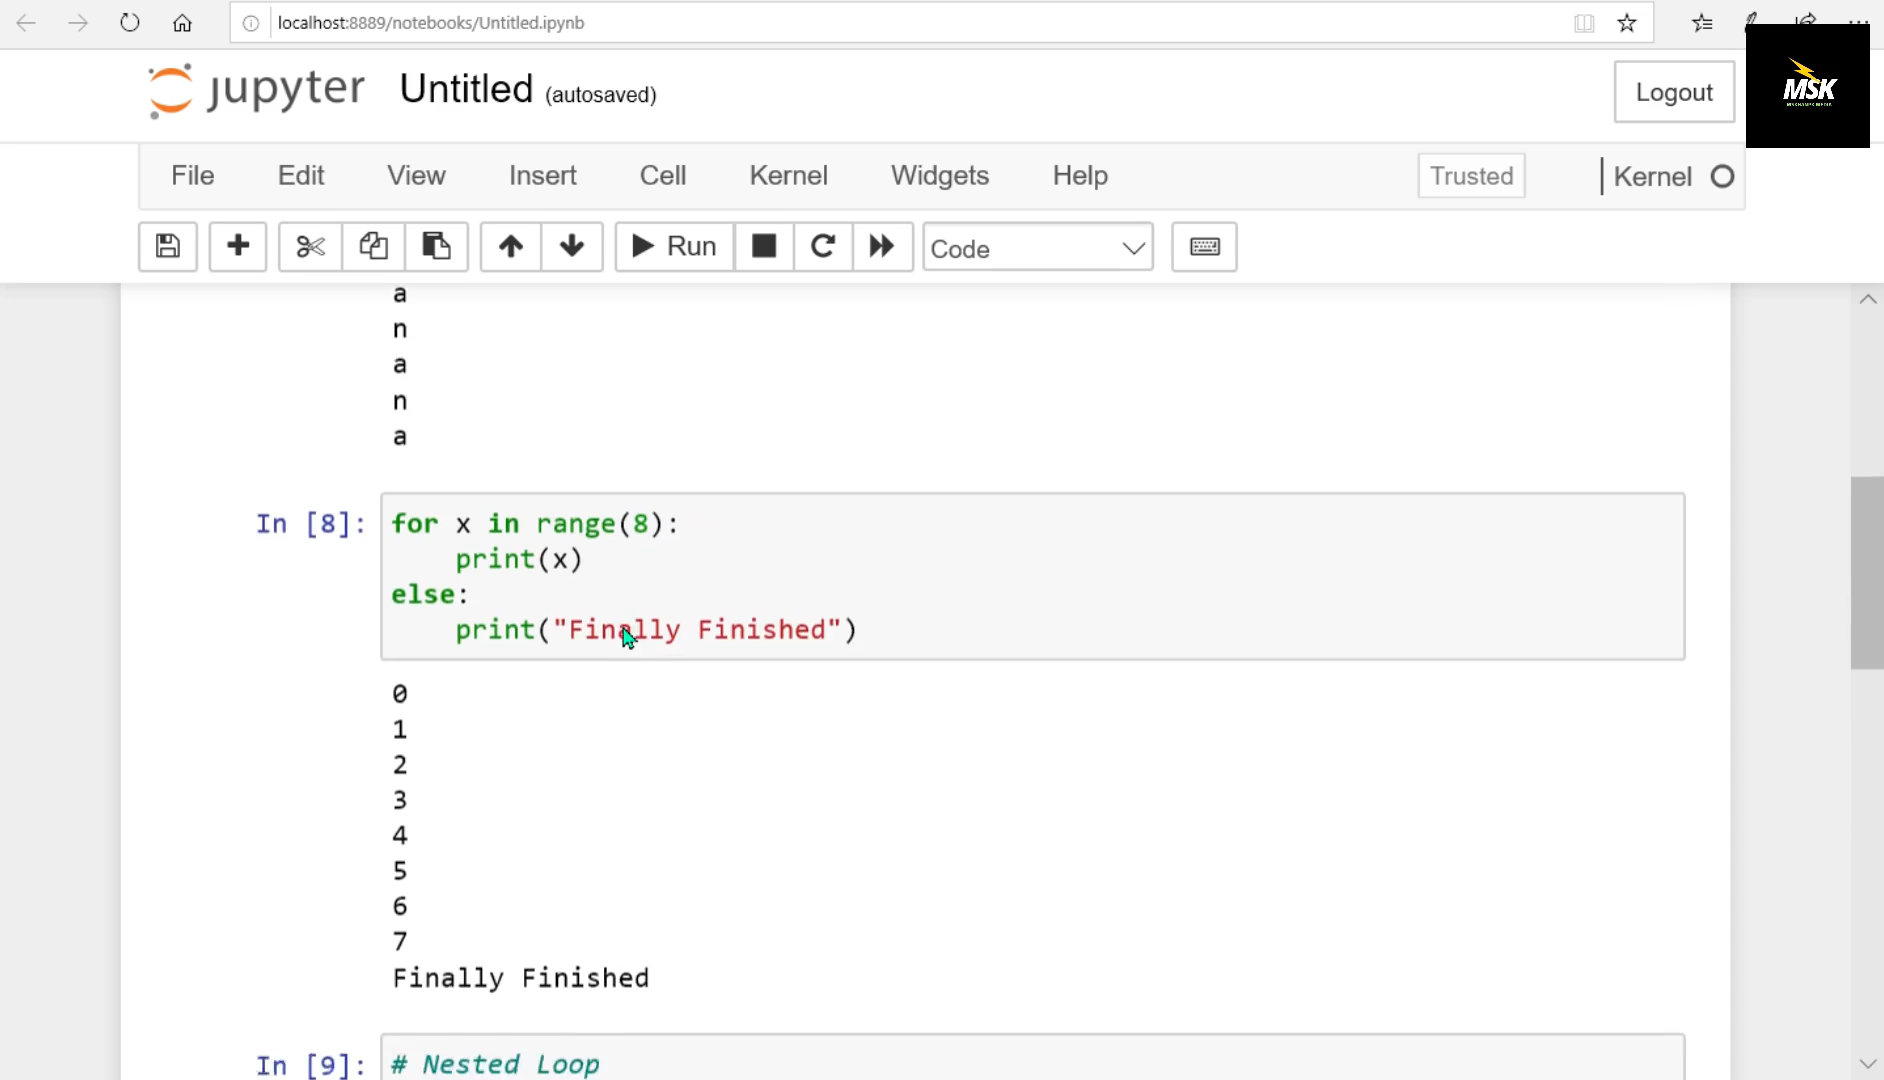 localhost:8889/notebooks/Untitled.ipynb
jupyter Untitled (autosaved)
Logout
MSK
File Edit View Insert Cell Kernel Widgets Help Trusted Kernel
Run Code
a
n
a
n
a
In [8]: for x in range(8):
    print(x)
else:
    print("Finally Finished")
0
1
2
3
4
5
6
7
Finally Finished
In [9]: # Nested Loop